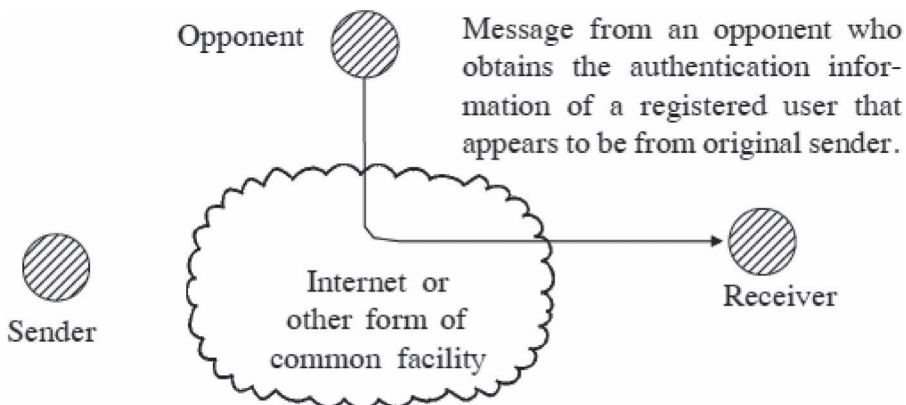 Opponent
Message from an opponent who
obtains the authentication infor-
mation of a registered user that
appears to be from original sender.
Sender
Internet or
other form of
common facility
Receiver